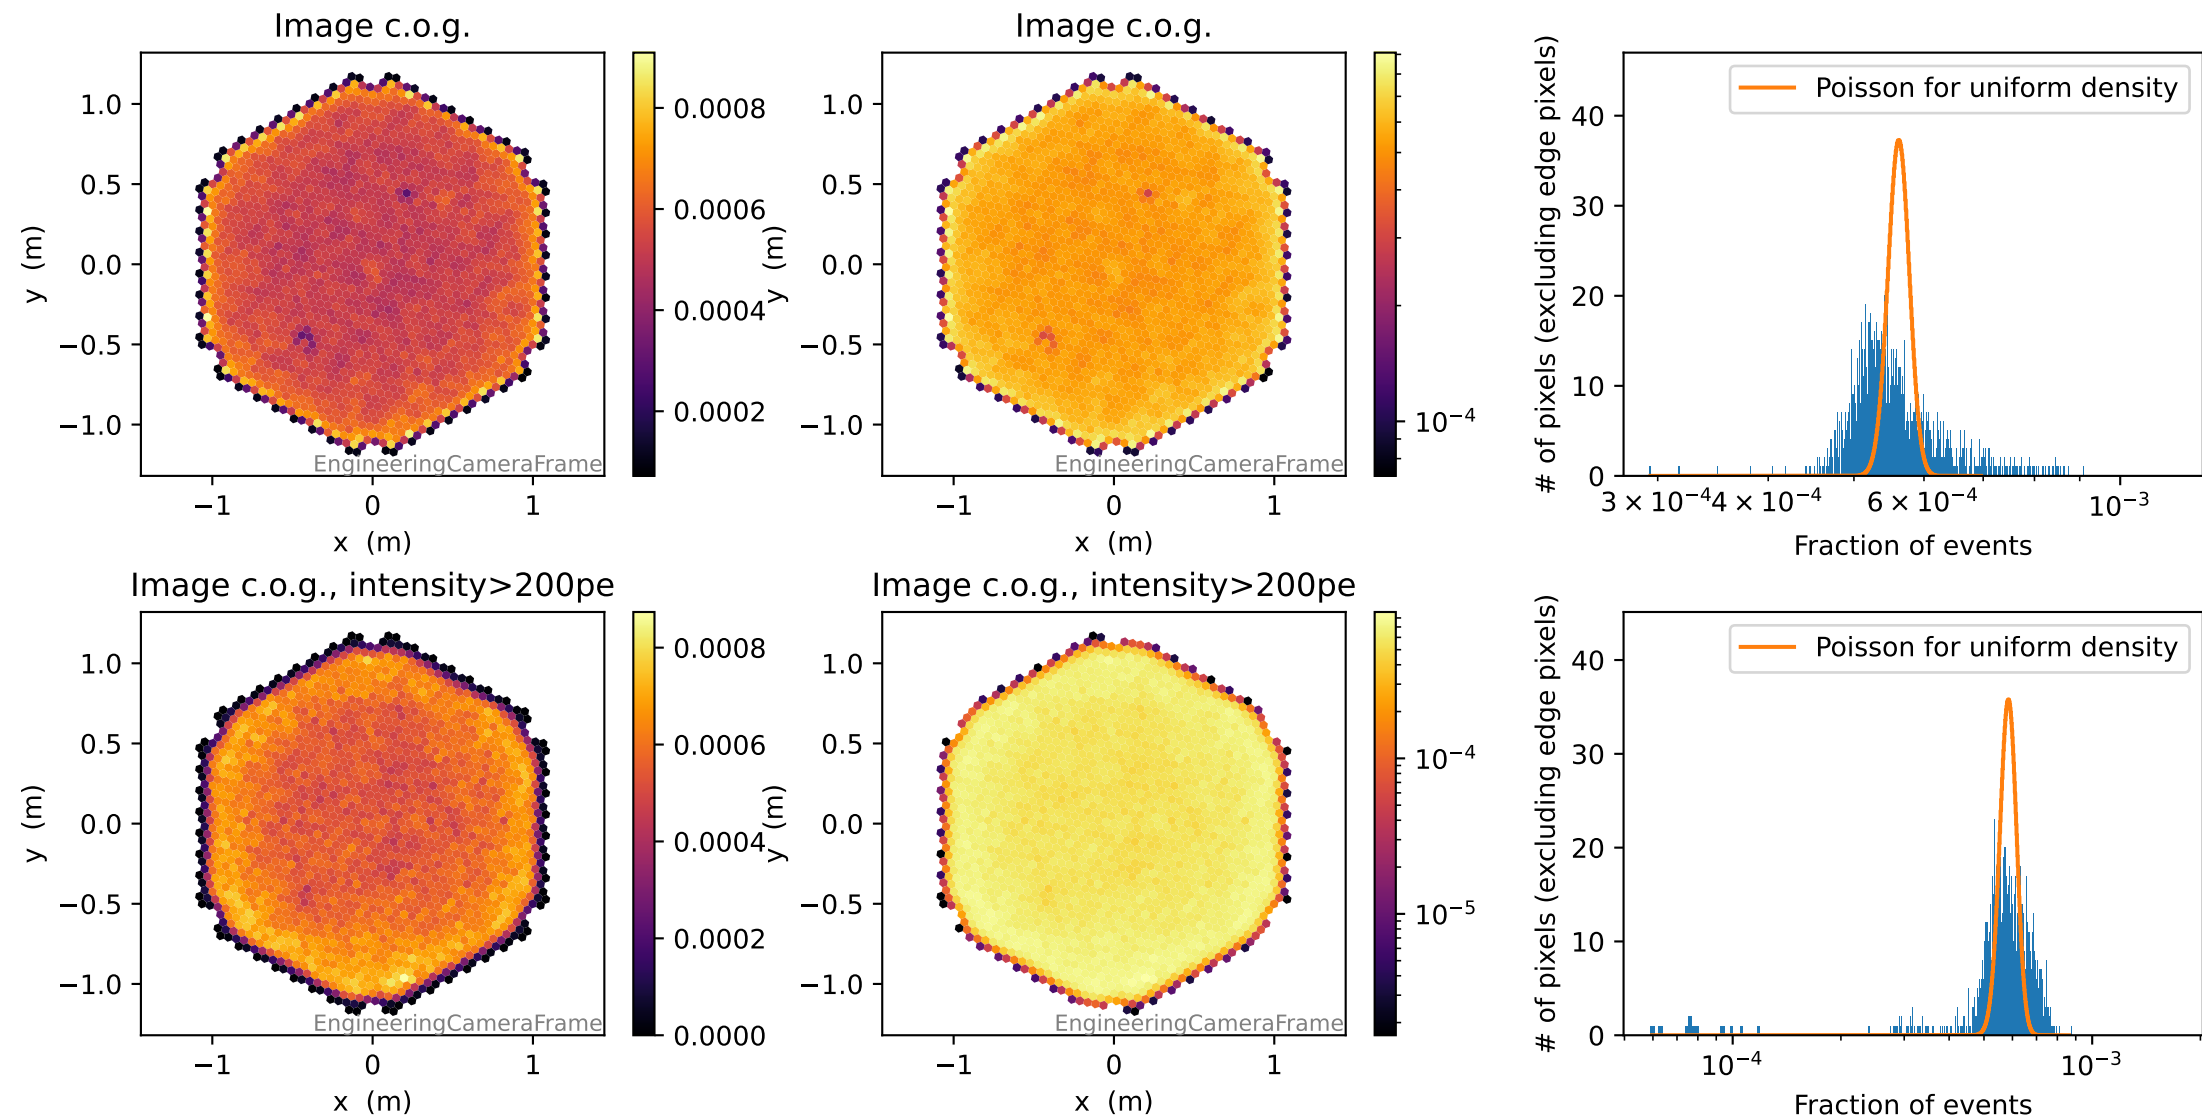 Image c.o.g.
1.0
0.5
0.0
−0.5
−1.0
y (m)
−1 0 1
x (m)
EngineeringCameraFrame
0.0008
0.0006
0.0004
0.0002
Image c.o.g.
1.0
0.5
0.0
−0.5
−1.0
y (m)
−1 0 1
x (m)
EngineeringCameraFrame
10⁻⁴
Poisson for uniform density
# of pixels (excluding edge pixels)
40
30
20
10
0
3 × 10⁻⁴ 4 × 10⁻⁴ 6 × 10⁻⁴ 10⁻³
Fraction of events
Image c.o.g., intensity>200pe
1.0
0.5
0.0
−0.5
−1.0
y (m)
−1 0 1
x (m)
EngineeringCameraFrame
0.0008
0.0006
0.0004
0.0002
0.0000
Image c.o.g., intensity>200pe
1.0
0.5
0.0
−0.5
−1.0
y (m)
−1 0 1
x (m)
EngineeringCameraFrame
10⁻⁴
10⁻⁵
Poisson for uniform density
# of pixels (excluding edge pixels)
40
30
20
10
0
10⁻⁴ 10⁻³
Fraction of events